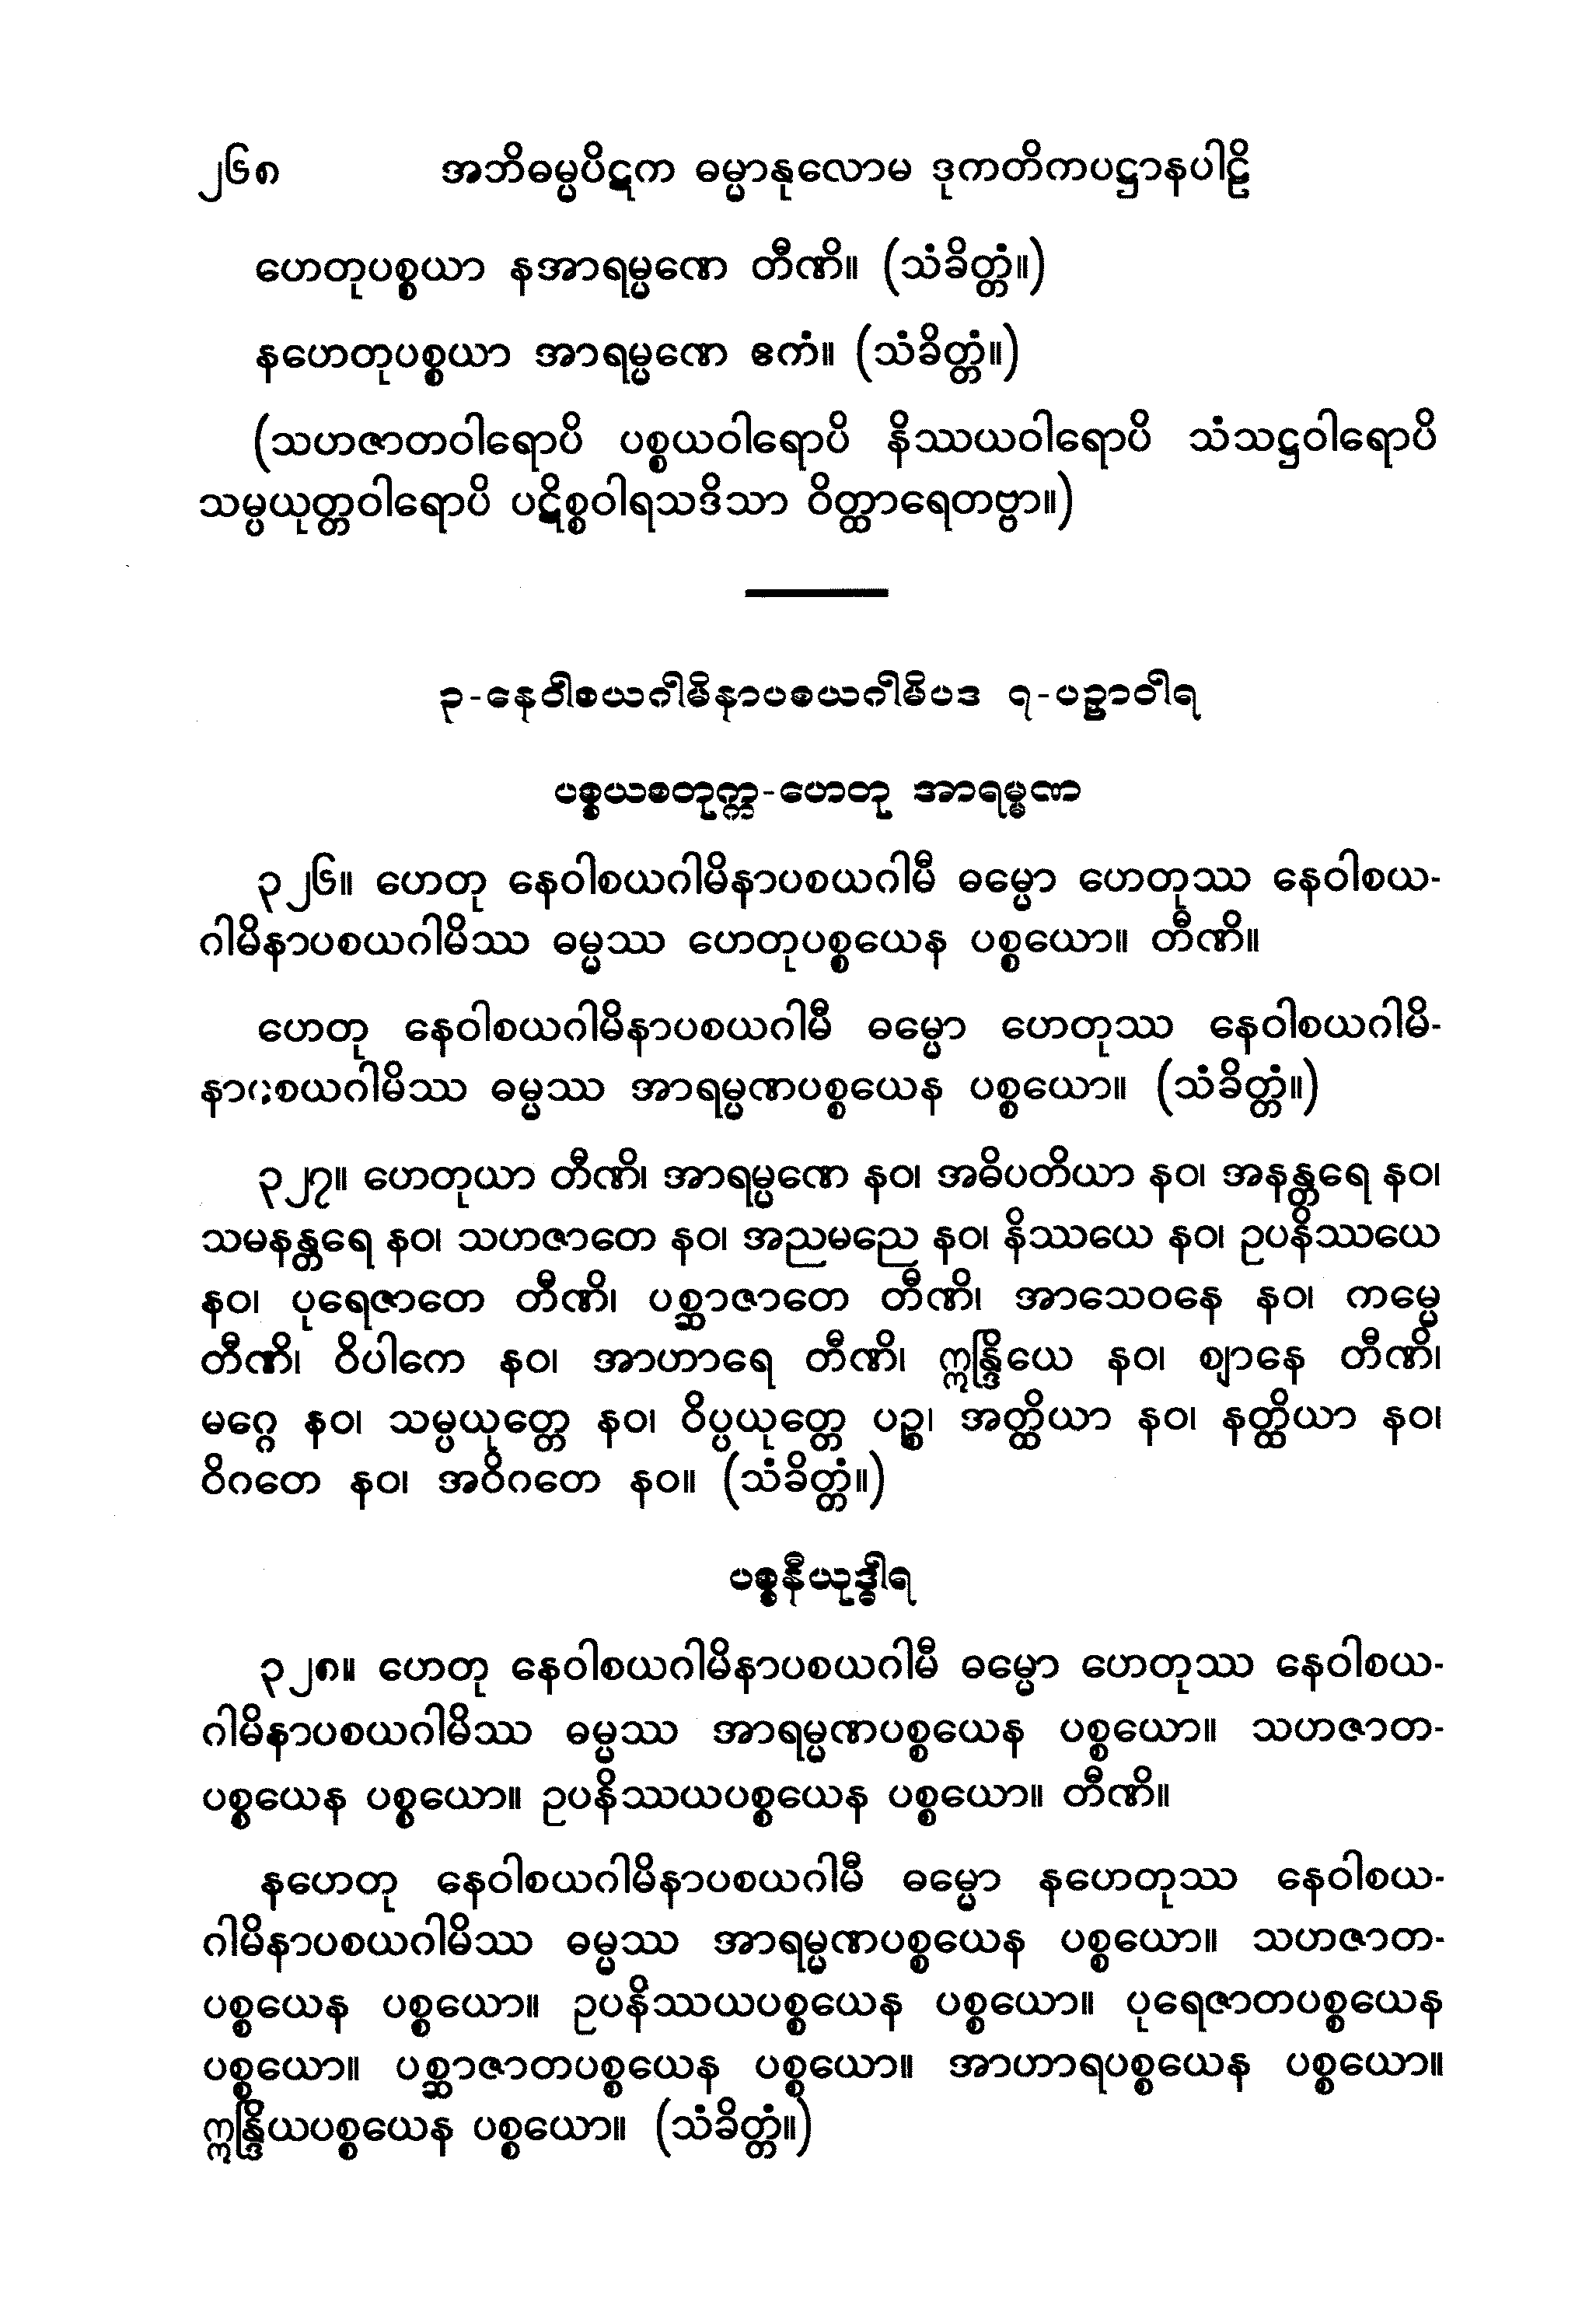 ၂၆၈ အဘိဓမ္မပိဋက ဓမ္မာနုလောမ ဒုကတိကပဋ္ဌာနပါဠိ
ဟေတုပစ္စယာ နအာရမ္မဏေ တီဏိ။ (သံခိတ္တံ။)
နဟေတုပစ္စယာ အာရမ္မဏေ ဧကံ။ (သံခိတ္တံ။)
(သဟဇာတဝါရောပိ ပစ္စယဝါရောပိ နိဿယဝါရောပိ သံသဋ္ဌဝါရောပိ
သမ္ပယုတ္တဝါရောပိ ပဋိစ္စဝါရသဒိသာ ဝိတ္ထာရေတဗ္ဗာ။)
၃-နေဝါစယဂါမိနာပစယဂါမိပဒ ၇-ပဉှာဝါရ
ပစ္စယစတုက္က-ဟေတု အာရမ္မဏ
၃၂၆။ ဟေတု နေဝါစယဂါမိနာပစယဂါမီ ဓမ္မော ဟေတုဿ နေဝါစယ-
ဂါမိနာပစယဂါမိဿ ဓမ္မဿ ဟေတုပစ္စယေန ပစ္စယော။ တီဏိ။
ဟေတု နေဝါစယဂါမိနာပစယဂါမီ ဓမ္မော ဟေတုဿ နေဝါစယဂါမိ-
နာပစယဂါမိဿ ဓမ္မဿ အာရမ္မဏပစ္စယေန ပစ္စယော။ (သံခိတ္တံ။)
၃၂၇။ ဟေတုယာ တီဏိ၊ အာရမ္မဏေ နဝ၊ အဓိပတိယာ နဝ၊ အနန္တရေ နဝ၊
သမနန္တရေ နဝ၊ သဟဇာတေ နဝ၊ အညမညေ နဝ၊ နိဿယေ နဝ၊ ဥပနိဿယေ
နဝ၊ ပုရေဇာတေ တီဏိ၊ ပစ္ဆာဇာတေ တီဏိ၊ အာသေဝနေ နဝ၊ ကမ္မေ
တီဏိ၊ ဝိပါကေ နဝ၊ အာဟာရေ တီဏိ၊ ဣန္ဒြိယေ နဝ၊ ဈာနေ တီဏိ၊
မဂ္ဂေ နဝ၊ သမ္ပယုတ္တေ နဝ၊ ဝိပ္ပယုတ္တေ ပဉ္စ၊ အတ္ထိယာ နဝ၊ နတ္ထိယာ နဝ၊
ဝိဂတေ နဝ၊ အဝိဂတေ နဝ။ (သံခိတ္တံ။)
ပစ္စနီယုဒ္ဓါရ
၃၂၈။ ဟေတု နေဝါစယဂါမိနာပစယဂါမီ ဓမ္မော ဟေတုဿ နေဝါစယ-
ဂါမိနာပစယဂါမိဿ ဓမ္မဿ အာရမ္မဏပစ္စယေန ပစ္စယော။ သဟဇာတ-
ပစ္စယေန ပစ္စယော။ ဥပနိဿယပစ္စယေန ပစ္စယော။ တီဏိ။
နဟေတု နေဝါစယဂါမိနာပစယဂါမီ ဓမ္မော နဟေတုဿ နေဝါစယ-
ဂါမိနာပစယဂါမိဿ ဓမ္မဿ အာရမ္မဏပစ္စယေန ပစ္စယော။ သဟဇာတ-
ပစ္စယေန ပစ္စယော။ ဥပနိဿယပစ္စယေန ပစ္စယော။ ပုရေဇာတပစ္စယေန
ပစ္စယော။ ပစ္ဆာဇာတပစ္စယေန ပစ္စယော။ အာဟာရပစ္စယေန ပစ္စယော။
ဣန္ဒြိယပစ္စယေန ပစ္စယော။ (သံခိတ္တံ။)